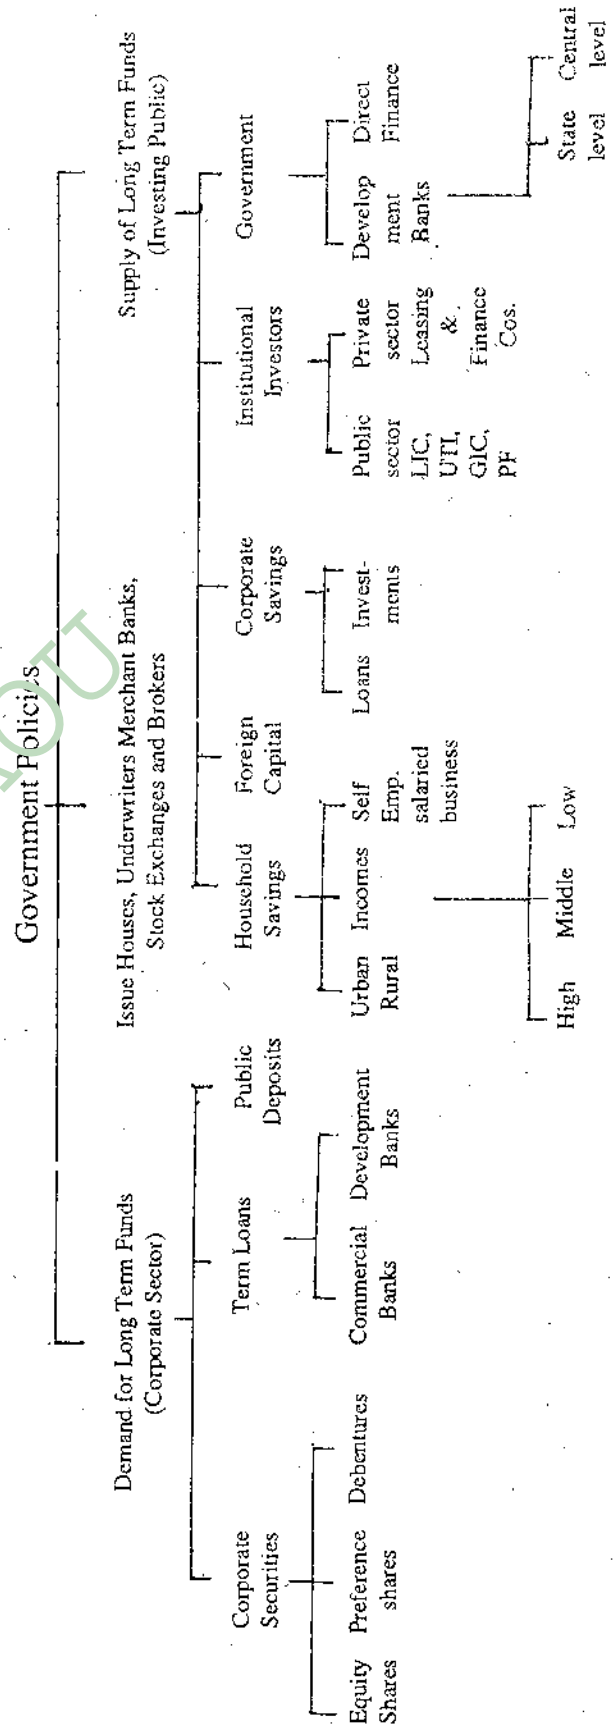 Government Policies
Demand for Long Term Funds
(Corporate Sector)
Issue Houses, Underwriters Merchant Banks,
Stock Exchanges and Brokers
Supply of Long Term Funds
(Investing Public)
Corporate
Securities
Term Loans
Public
Deposits
Household
Savings
Foreign
Capital
Corporate
Savings
Institutional
Investors
Government
Equity
Shares
Preference
shares
Debentures
Commercial
Banks
Development
Banks
Urban
Rural
Incomes
Self
Emp.
salaried
business
Loans
Invest-
ments
Public
sector
LIC,
UTI,
GIC,
PF
Private
sector
Leasing
&
Finance
Cos.
Develop
ment
Banks
Direct
Finance
High
Middle
Low
State
level
Central
level